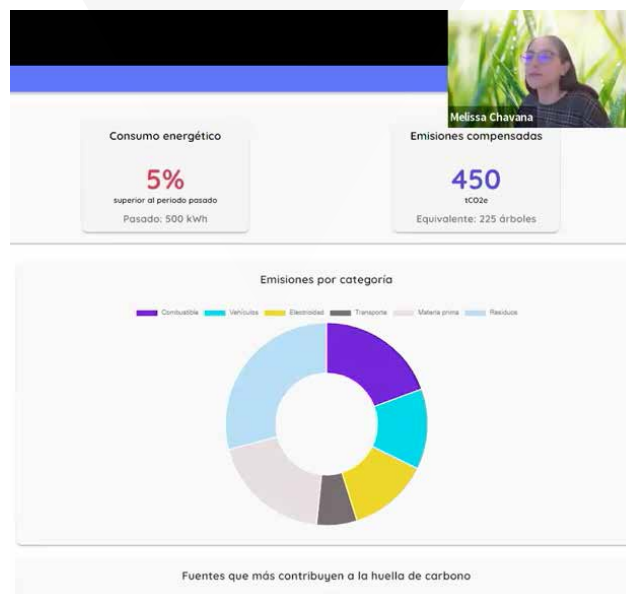 Melissa Chavana
Consumo energético
5%
superior al periodo pasado
Pasado: 500 kWh
Emisiones compensadas
450
tCO2e
Equivalente: 225 árboles
Emisiones por categoría
Combustible Vehículos Electricidad Transporte Materia prima Residuos
Fuentes que más contribuyen a la huella de carbono